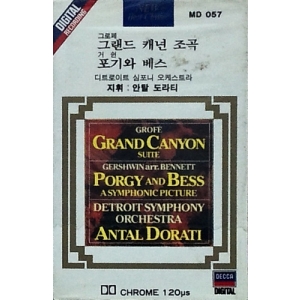 DIGITAL
RECORDING
MD 057
그로페
그랜드 캐년 조곡
거쉰
포기와 베스
디트로이트 심포니 오케스트라
지휘: 안탈 도라티
GROFE
GRAND CANYON
SUITE
GERSHWIN arr. BENNETT
PORGY AND BESS
A SYMPHONIC PICTURE
DETROIT SYMPHONY
ORCHESTRA
ANTAL DORATI
CHROME 120µs
DECCA
DIGITAL